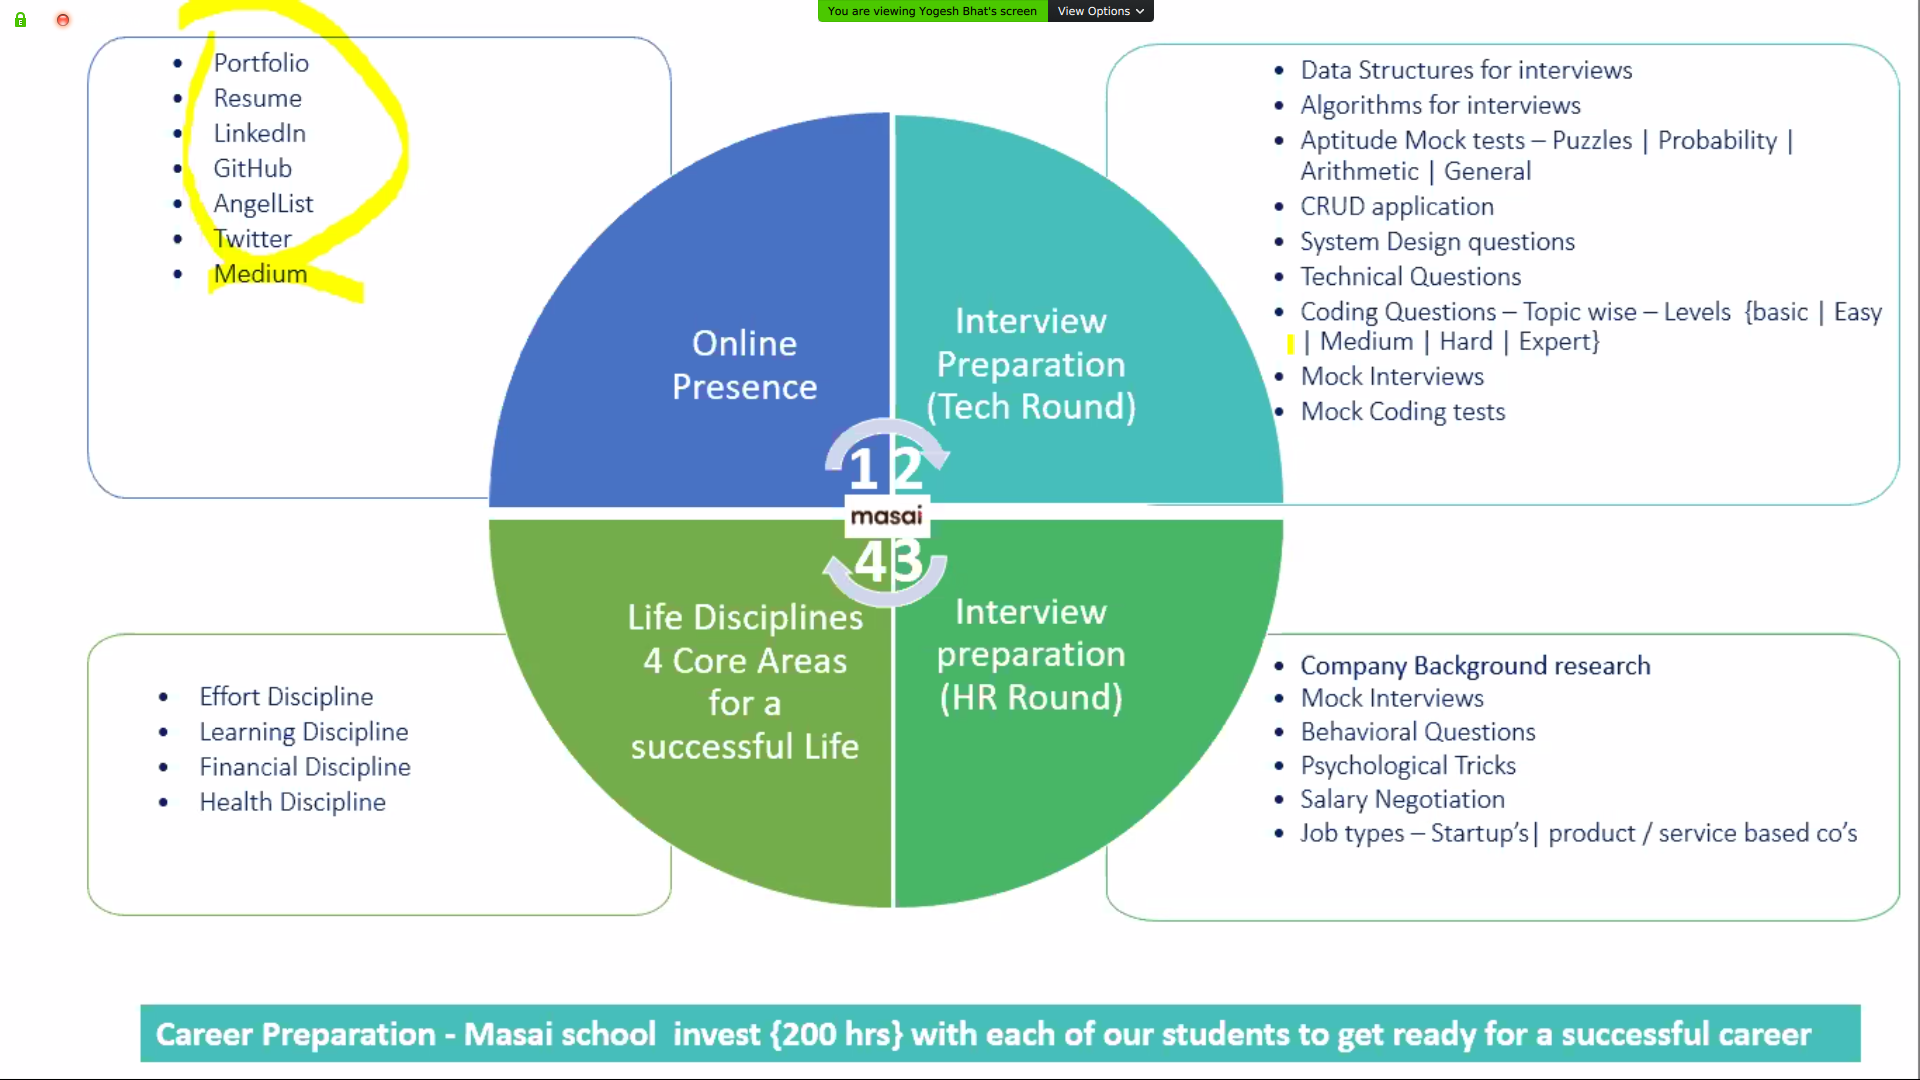 You are viewing Yogesh Bhat's screen
View Options
Portfolio
Resume
LinkedIn
GitHub
AngelList
Twitter
Medium
Data Structures for interviews
Algorithms for interviews
Aptitude Mock tests – Puzzles | Probability |
Arithmetic | General
CRUD application
System Design questions
Technical Questions
Coding Questions – Topic wise – Levels {basic | Easy
| Medium | Hard | Expert}
Mock Interviews
Mock Coding tests
Online
Presence
Interview
Preparation
(Tech Round)
1 2
masai
4 3
Life Disciplines
4 Core Areas
for a
successful Life
Interview
preparation
(HR Round)
Effort Discipline
Learning Discipline
Financial Discipline
Health Discipline
Company Background research
Mock Interviews
Behavioral Questions
Psychological Tricks
Salary Negotiation
Job types – Startup’s| product / service based co’s
Career Preparation - Masai school invest {200 hrs} with each of our students to get ready for a successful career